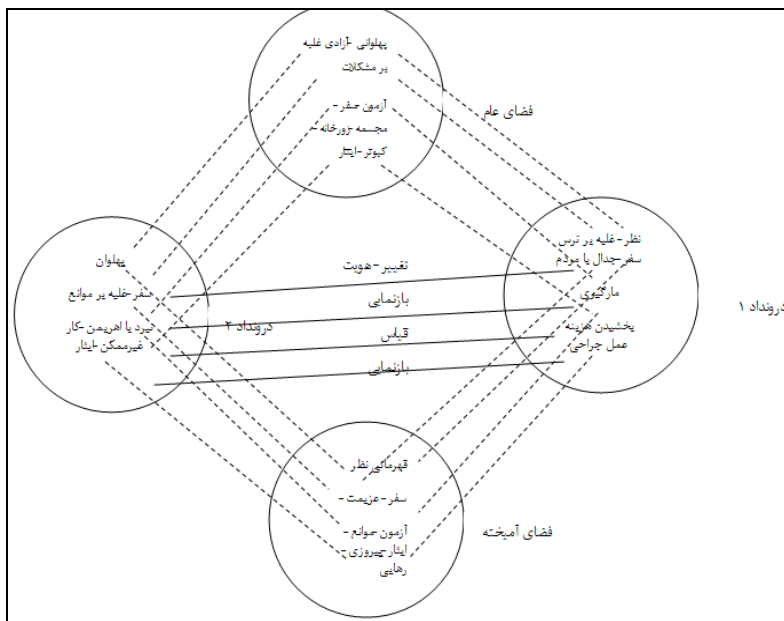 پهلوانی -آزادی غلبه
بر مشکلات
آزمون -سفر-
مجسمه -زورخانه-
کبوتر-ایثار
فضای عام
نظر-غلبه بر ترس
سفر-جدال با مردم
مارگیری
بخشیدن هزینه
عمل جراحی
درونداد ۱
تغییر-هویت
بازنمایی
قیاس
بازنمایی
پهلوان
سفر-غلبه بر موانع
نبرد با اهریمن-کار
غیرممکن-ایثار
درونداد ۲
قهرمانی نظر
سفر-عزیمت-
آزمون-موانع-
ایثار-پیروزی-
رهایی
فضای آمیخته